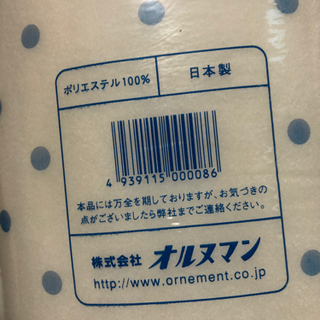 ポリエステル100%
日本製
4 939115 000086
本品には万全を期しておりますが、お気づきの
点がございましたら弊社までご連絡ください。
株式会社 オルヌマン
http://www.ornement.co.jp